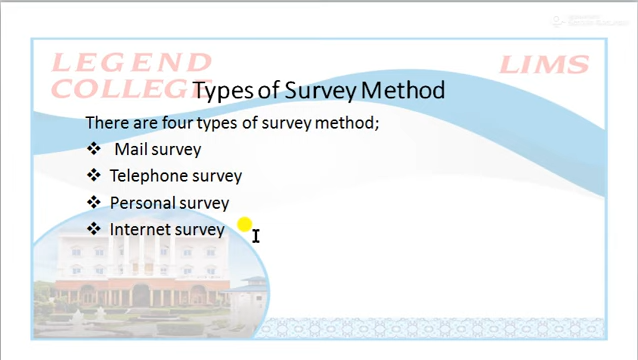 LEGEND
COLLEGE
LIMS
Types of Survey Method
There are four types of survey method;
❖ Mail survey
❖ Telephone survey
❖ Personal survey
❖ Internet survey